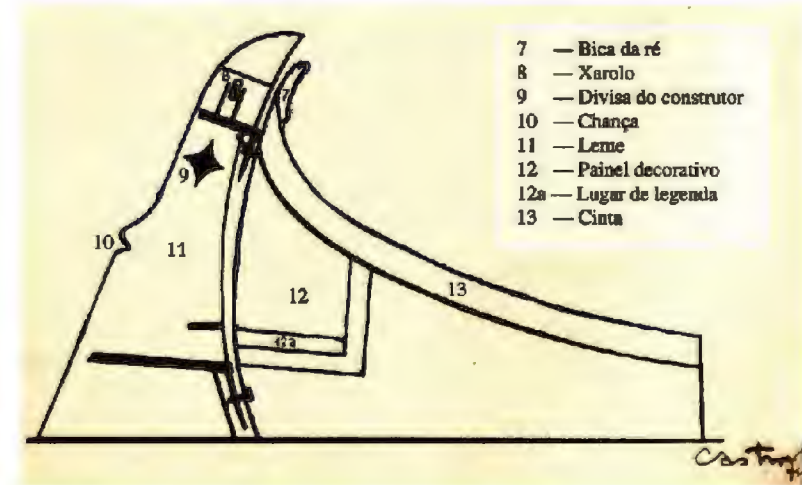 7 — Bica da ré
8 — Xarolo
9 — Divisa do construtor
10 — Chança
11 — Leme
12 — Painel decorativo
12a — Lugar de legenda
13 — Cinta
8
7
9
10
11
12
13
12a